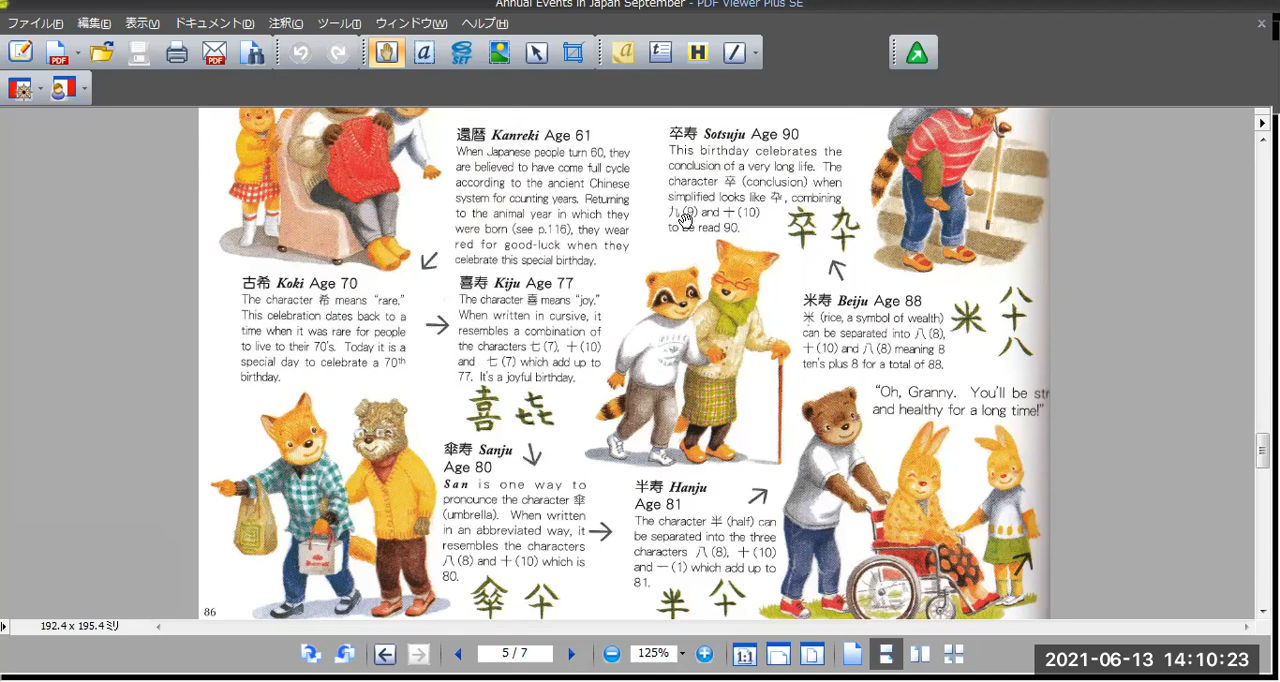 Annual Events in Japan September - PDF Viewer Plus SE
ファイル(F) 編集(E) 表示(V) ドキュメント(D) 注釈(C) ツール(T) ウィンドウ(W) ヘルプ(H)
還暦 Kanreki Age 61
When Japanese people turn 60, they
are believed to have come full cycle
according to the ancient Chinese
system for counting years. Returning
to the animal year in which they
were born (see p.116), they wear
red for good-luck when they
celebrate this special birthday.
卒寿 Sotsuju Age 90
This birthday celebrates the
conclusion of a very long life. The
character 卒 (conclusion) when
simplified looks like 卆, combining
九(9) and 十(10)
to be read 90.
卒 卆
古希 Koki Age 70
The character 希 means "rare."
This celebration dates back to a
time when it was rare for people
to live to their 70's. Today it is a
special day to celebrate a 70th
birthday.
喜寿 Kiju Age 77
The character 喜 means "joy."
When written in cursive, it
resembles a combination of
the characters 七(7), 十(10)
and 七(7) which add up to
77. It's a joyful birthday.
喜 㐂
米寿 Beiju Age 88
米 (rice, a symbol of wealth)
can be separated into 八(8),
十(10) and 八(8) meaning 8
ten's plus 8 for a total of 88.
米 八十八
"Oh, Granny. You'll be str
and healthy for a long time!"
傘寿 Sanju
Age 80
San is one way to
pronounce the character 傘
(umbrella). When written
in an abbreviated way, it
resembles the characters
八(8) and 十(10) which is
80.
傘 仐
半寿 Hanju
Age 81
The character 半 (half) can
be separated into the three
characters 八(8), 十(10)
and 一(1) which add up to
81.
半
86
192.4 x 195.4ミリ
5 / 7
125%
1:1
2021-06-13 14:10:23